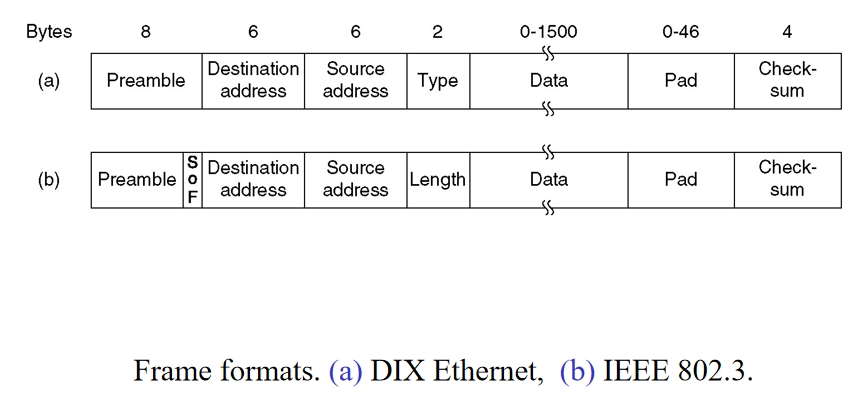 Bytes 8 6 6 2 0-1500 0-46 4
(a) Preamble Destination address Source address Type Data Pad Check-sum
(b) Preamble SoF Destination address Source address Length Data Pad Check-sum
Frame formats. (a) DIX Ethernet, (b) IEEE 802.3.